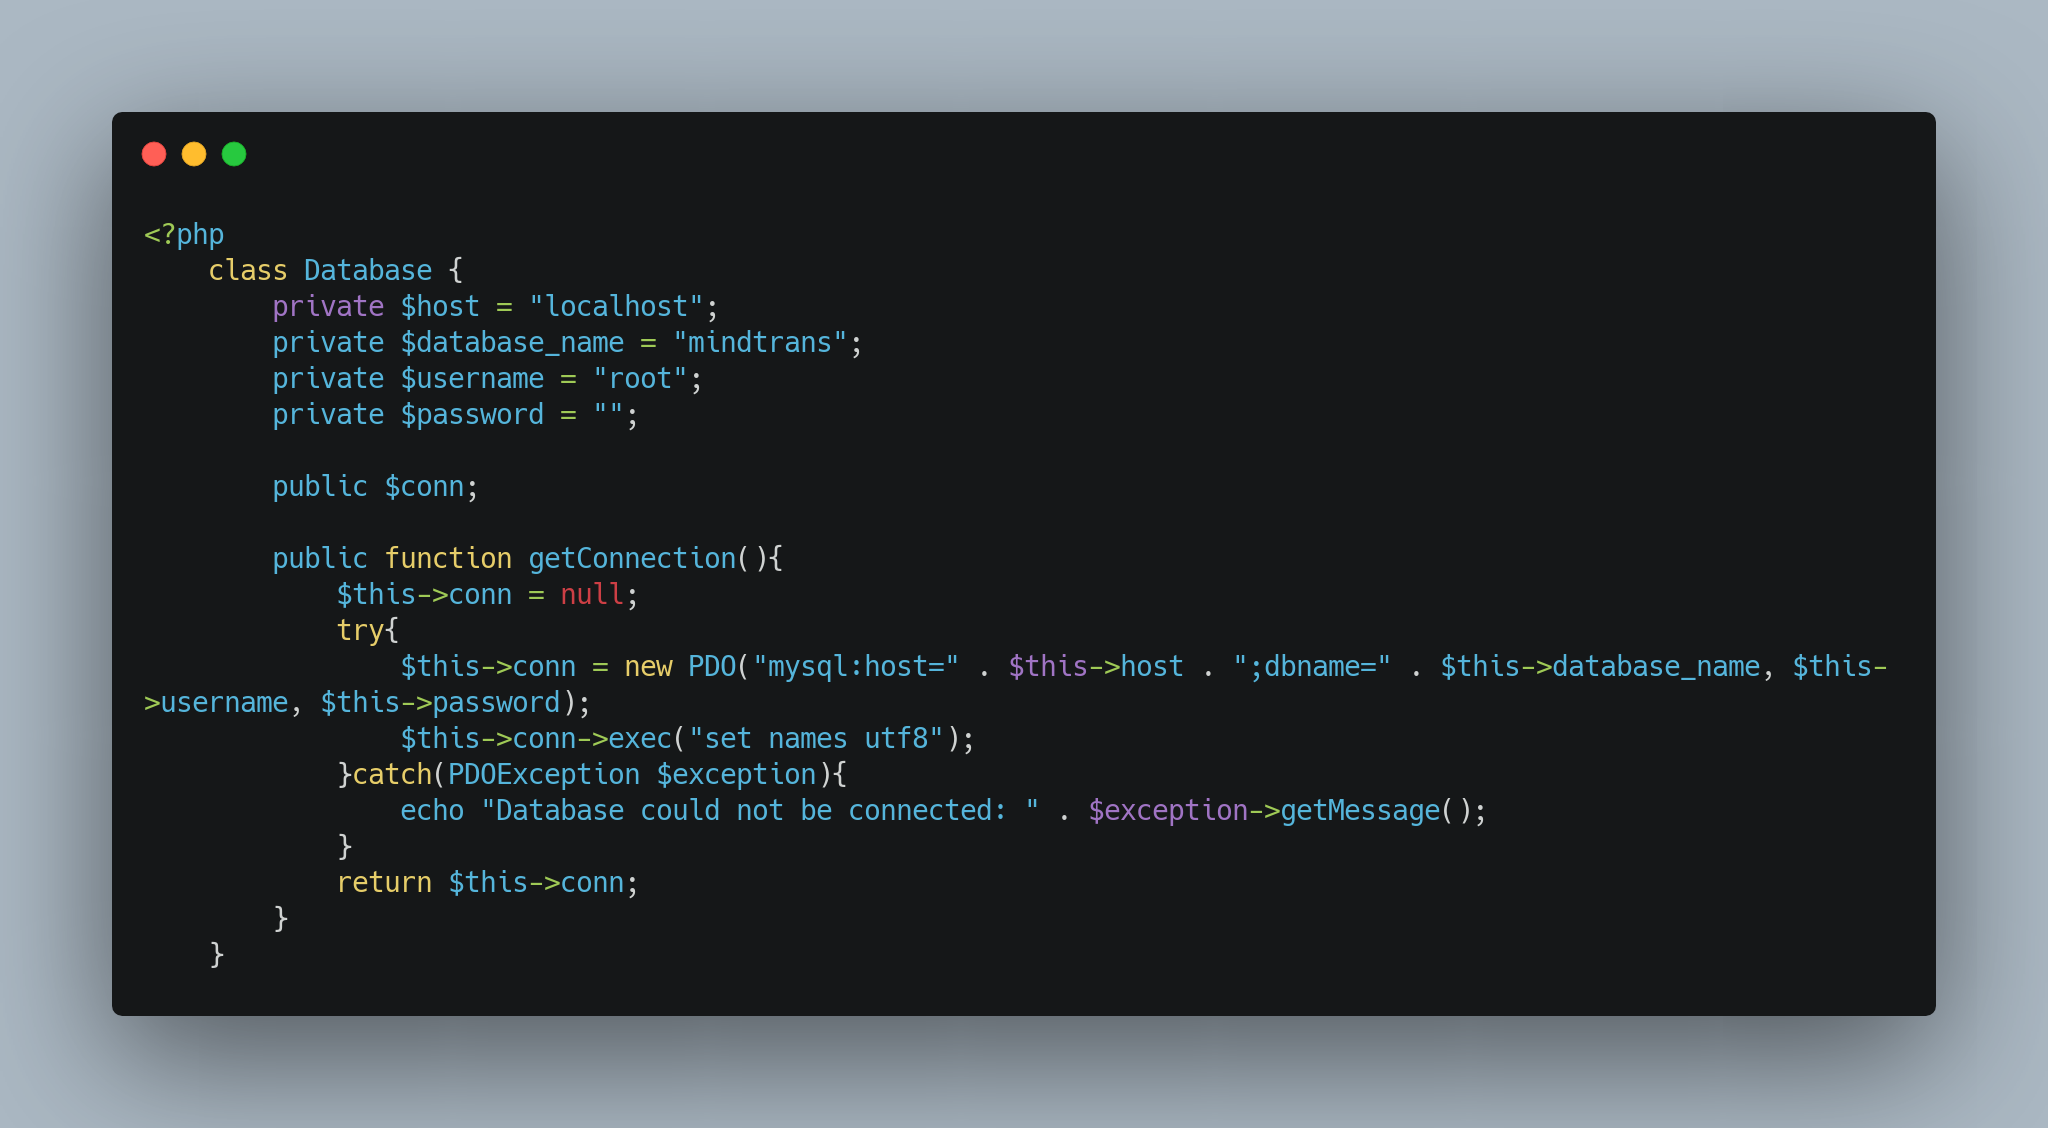 <?php
    class Database {
        private $host = "localhost";
        private $database_name = "mindtrans";
        private $username = "root";
        private $password = "";

        public $conn;

        public function getConnection(){
            $this->conn = null;
            try{
                $this->conn = new PDO("mysql:host=" . $this->host . ";dbname=" . $this->database_name, $this-
>username, $this->password);
                $this->conn->exec("set names utf8");
            }catch(PDOException $exception){
                echo "Database could not be connected: " . $exception->getMessage();
            }
            return $this->conn;
        }
    }